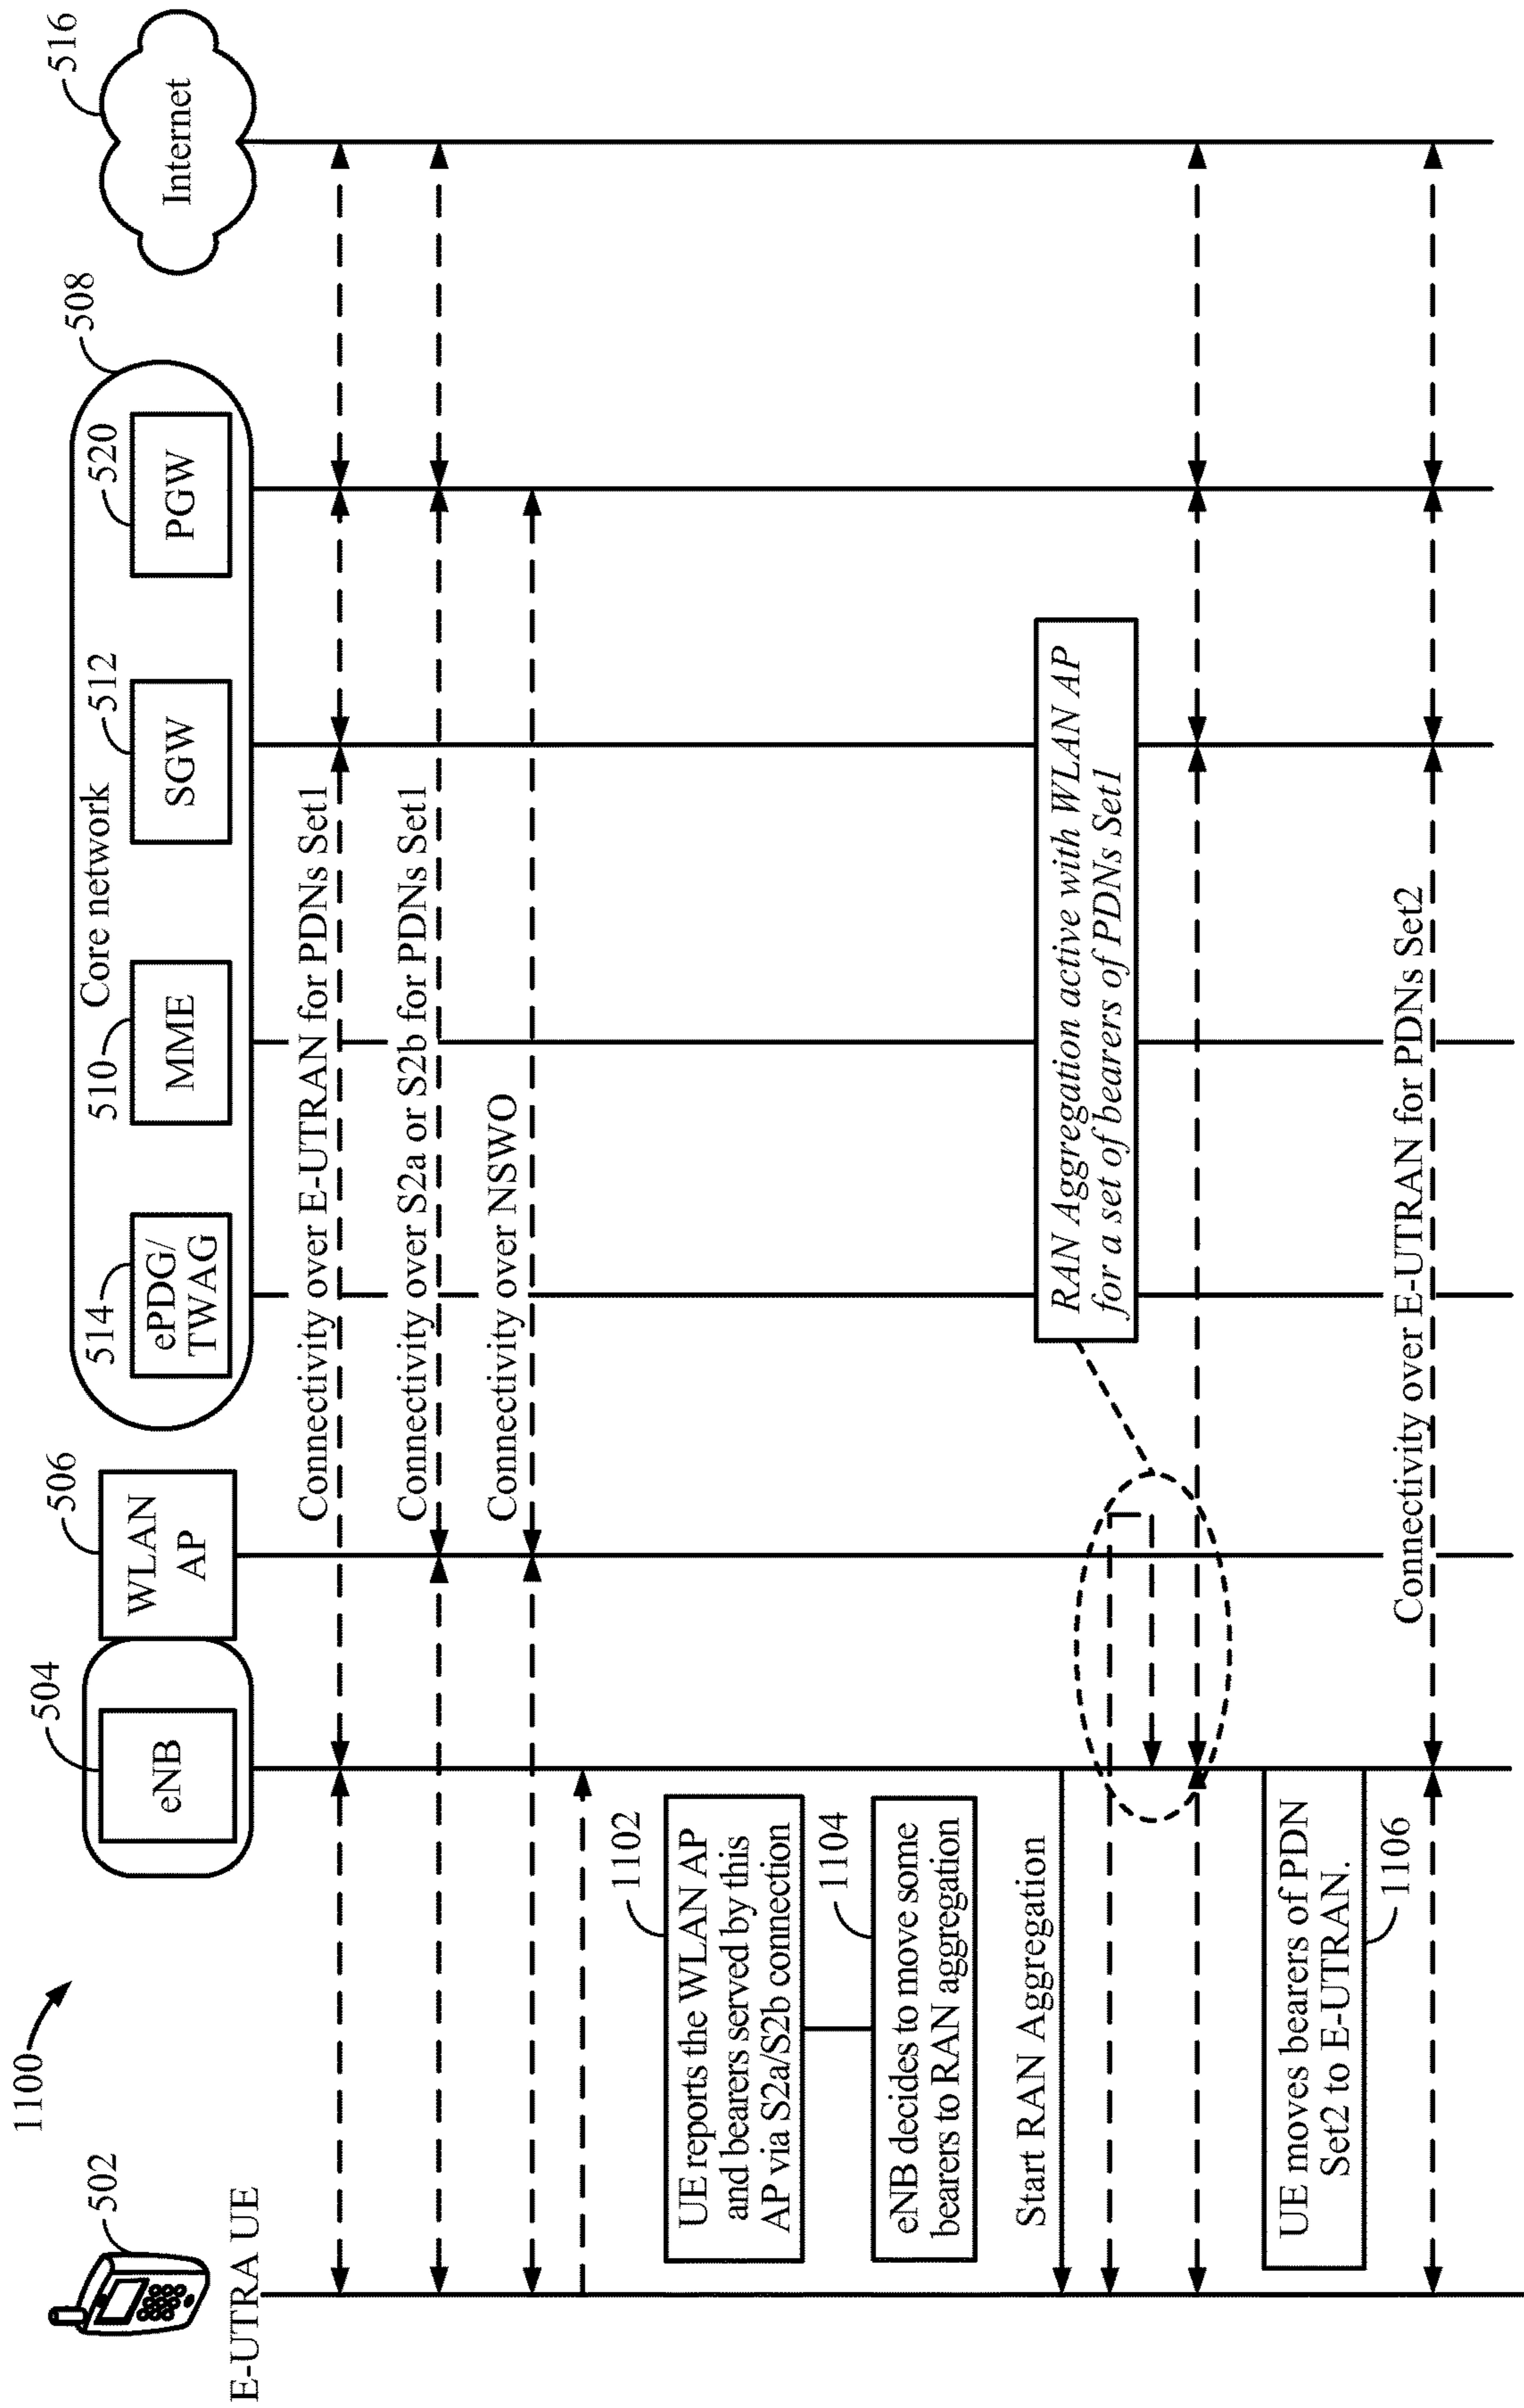 1100
502
E-UTRA UE
504
eNB
506
WLAN
AP
508
Core network
514
ePDG/
TWAG
510
MME
512
SGW
520
PGW
516
Internet
Connectivity over E-UTRAN for PDNs Set1
Connectivity over S2a or S2b for PDNs Set1
Connectivity over NSWO
1102
UE reports the WLAN AP
and bearers served by this
AP via S2a/S2b connection
1104
eNB decides to move some
bearers to RAN aggregation
Start RAN Aggregation
RAN Aggregation active with WLAN AP
for a set of bearers of PDNs Set1
UE moves bearers of PDN
Set2 to E-UTRAN.
1106
Connectivity over E-UTRAN for PDNs Set2